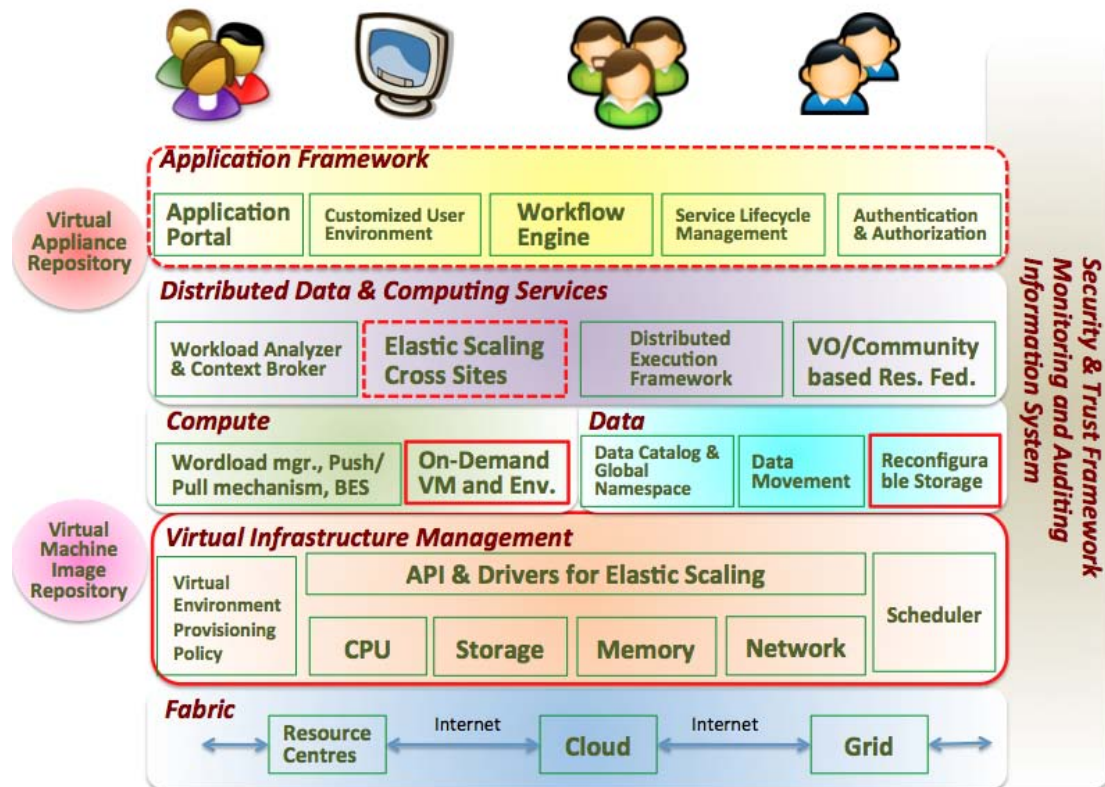 Application Framework
Application
Portal
Customized User
Environment
Workflow
Engine
Service Lifecycle
Management
Authentication
& Authorization
Virtual
Appliance
Repository
Distributed Data & Computing Services
Workload Analyzer
& Context Broker
Elastic Scaling
Cross Sites
Distributed
Execution
Framework
VO/Community
based Res. Fed.
Compute
Wordload mgr., Push/
Pull mechanism, BES
On-Demand
VM and Env.
Data
Data Catalog &
Global
Namespace
Data
Movement
Reconfigura
ble Storage
Virtual
Machine
Image
Repository
Virtual Infrastructure Management
Virtual
Environment
Provisioning
Policy
API & Drivers for Elastic Scaling
CPU
Storage
Memory
Network
Scheduler
Fabric
Resource
Centres
Internet
Cloud
Internet
Grid
Security & Trust Framework
Monitoring and Auditing
Information System